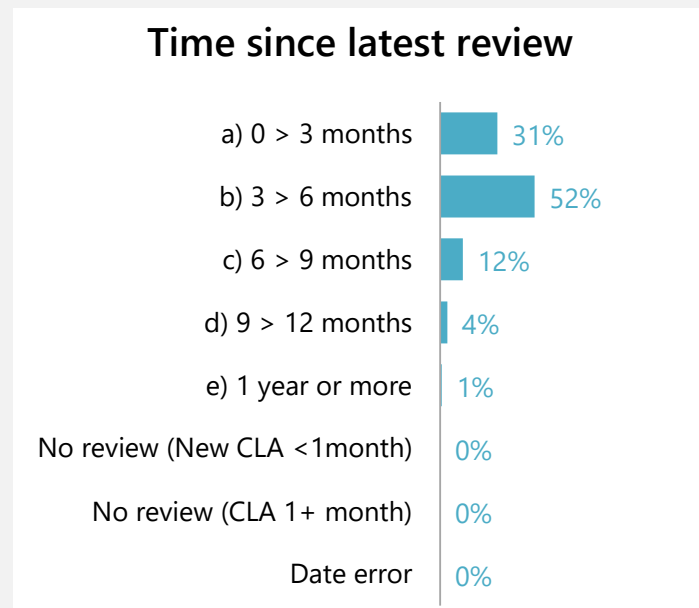 Time since latest review
a) 0 > 3 months 31%
b) 3 > 6 months 52%
c) 6 > 9 months 12%
d) 9 > 12 months 4%
e) 1 year or more 1%
No review (New CLA <1month) 0%
No review (CLA 1+ month) 0%
Date error 0%